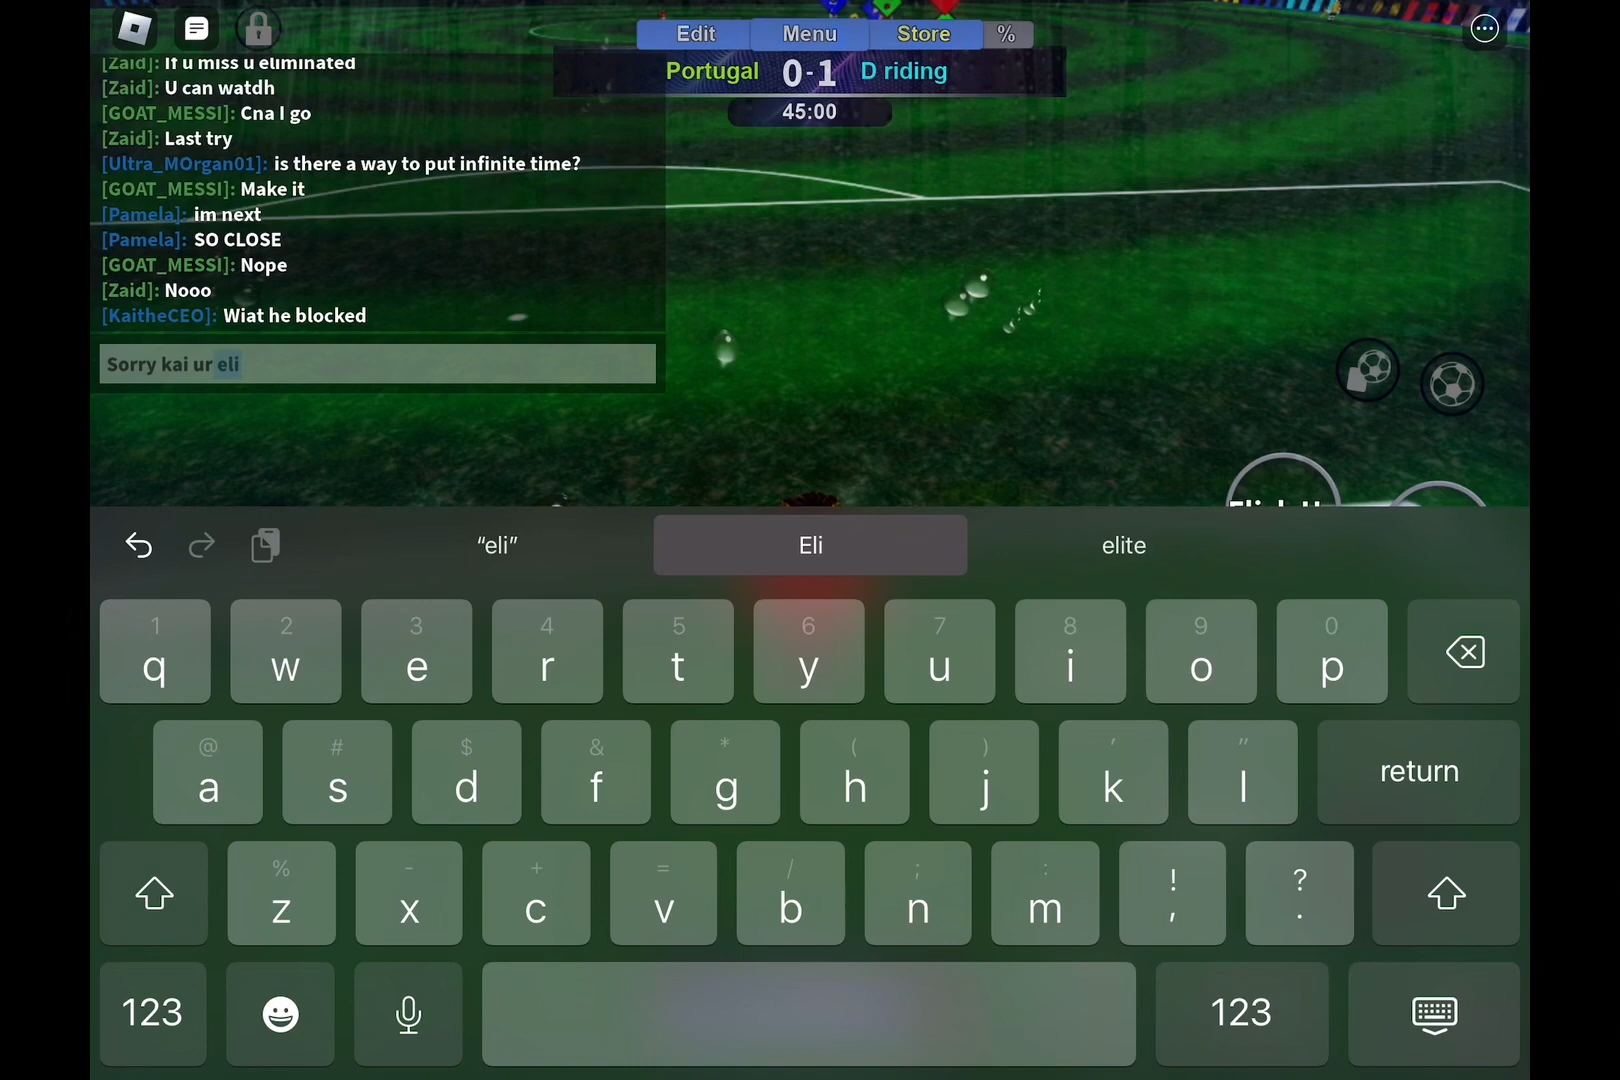 Edit Menu Store %
Portugal 0-1 D riding
45:00
[Zaid]: If u miss u eliminated
[Zaid]: U can watdh
[GOAT_MESSI]: Cna I go
[Zaid]: Last try
[Ultra_MOrgan01]: is there a way to put infinite time?
[GOAT_MESSI]: Make it
[Pamela]: im next
[Pamela]: SO CLOSE
[GOAT_MESSI]: Nope
[Zaid]: Nooo
[KaitheCEO]: Wiat he blocked
Sorry kai ur eli
“eli” Eli elite
1 2 3 4 5 6 7 8 9 0
q w e r t y u i o p
@ # $ & * ( ) ' "
a s d f g h j k l return
% - + = / ; : ! ?
z x c v b n m , .
123 123